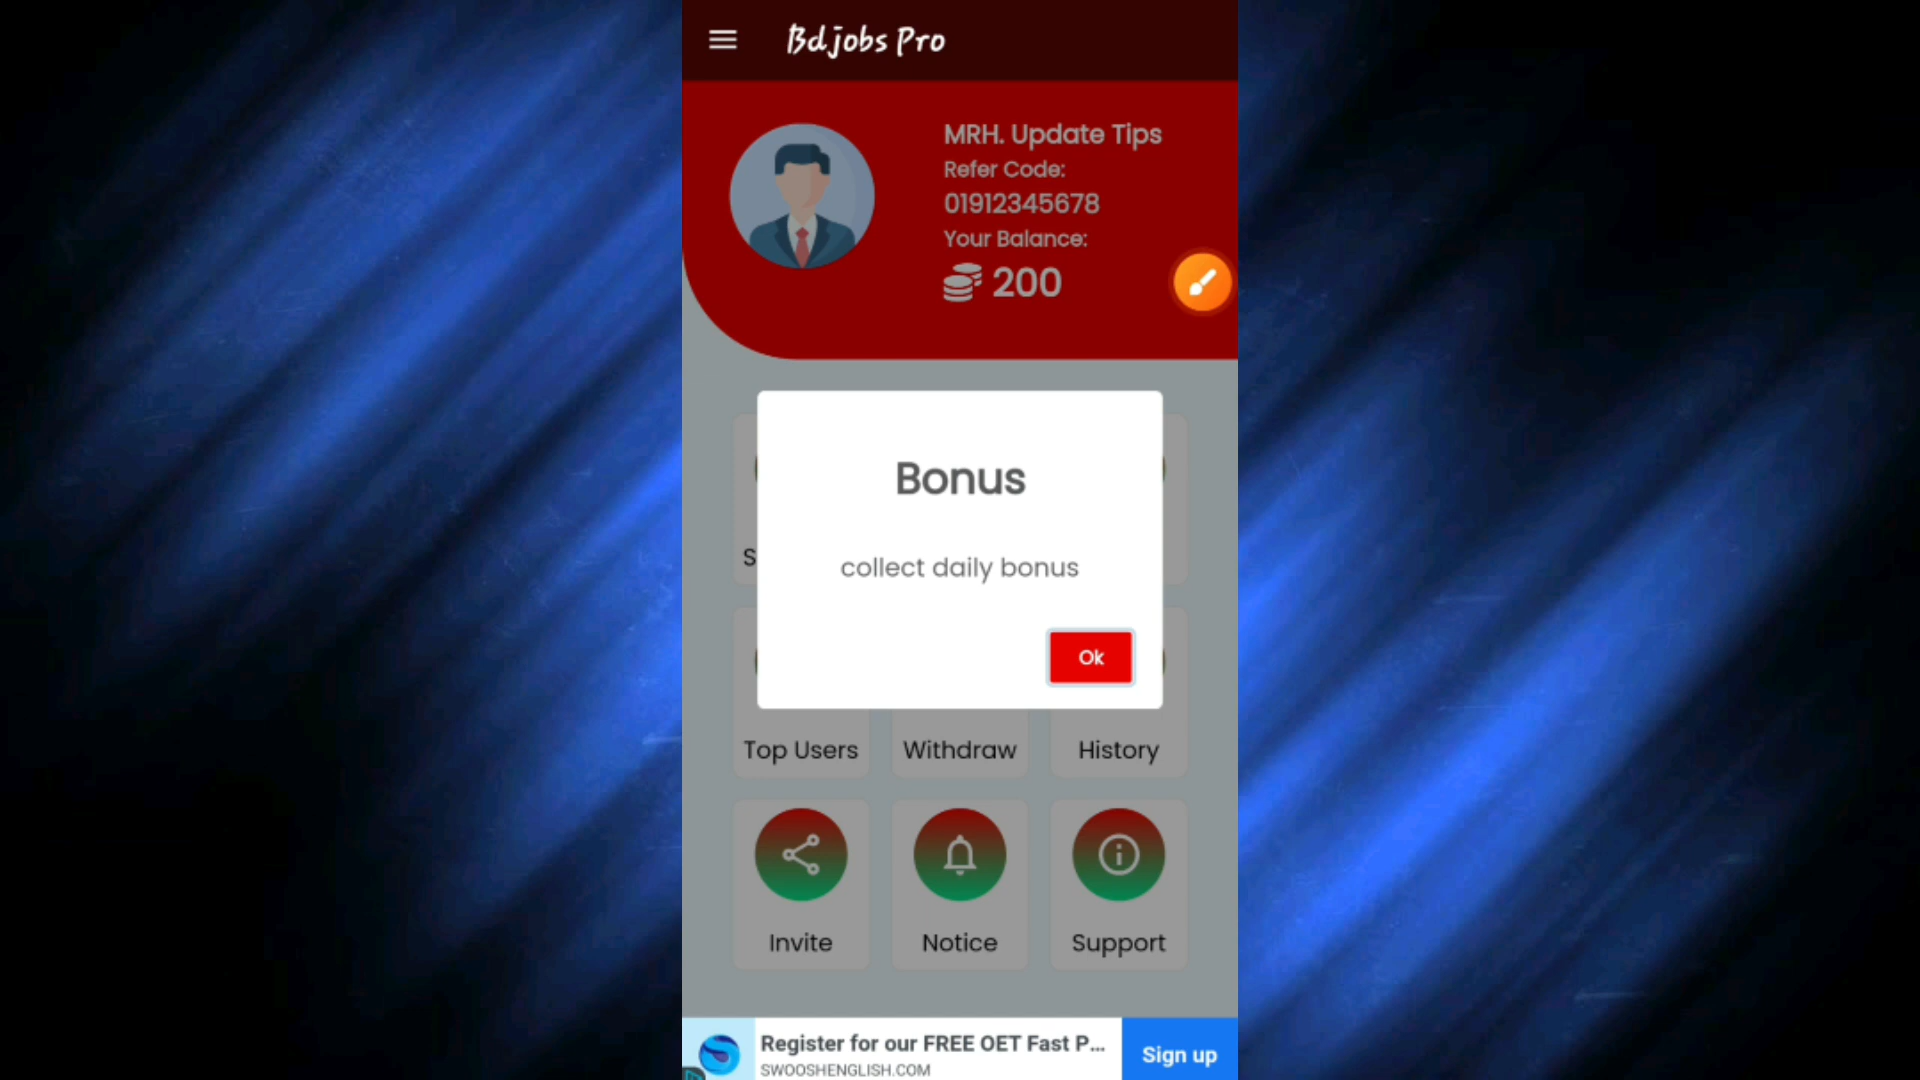 Bdjobs Pro
MRH. Update Tips
Refer Code:
01912345678
Your Balance:
200
Bonus
collect daily bonus
Ok
Top Users
Withdraw
History
Invite
Notice
Support
Register for our FREE OET Fast P...
SWOOSHENGLISH.COM
Sign up